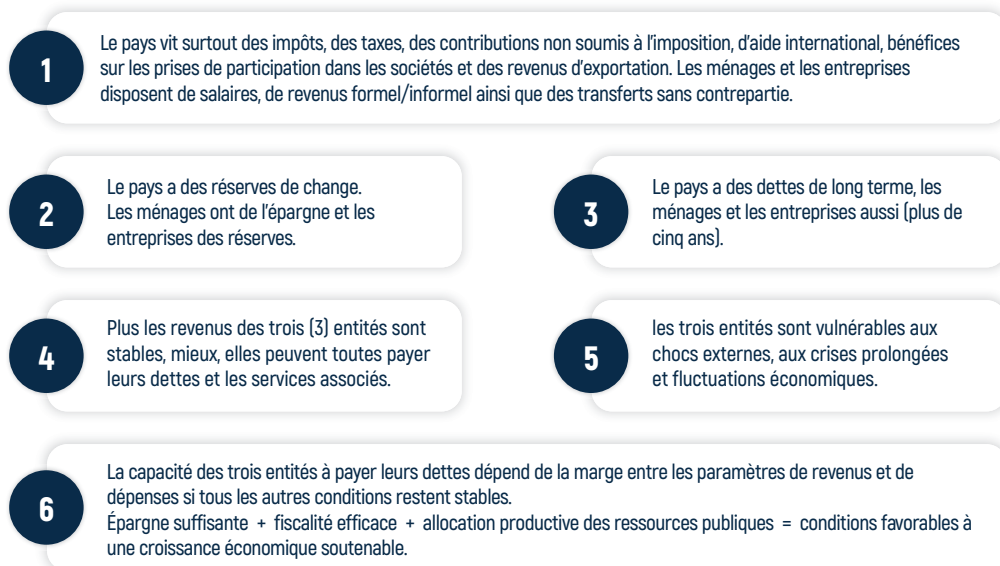 1
Le pays vit surtout des impôts, des taxes, des contributions non soumis à l'imposition, d'aide international, bénéfices
sur les prises de participation dans les sociétés et des revenus d'exportation. Les ménages et les entreprises
disposent de salaires, de revenus formel/informel ainsi que des transferts sans contrepartie.
2
Le pays a des réserves de change.
Les ménages ont de l'épargne et les
entreprises des réserves.
3
Le pays a des dettes de long terme, les
ménages et les entreprises aussi (plus de
cinq ans).
4
Plus les revenus des trois (3) entités sont
stables, mieux, elles peuvent toutes payer
leurs dettes et les services associés.
5
les trois entités sont vulnérables aux
chocs externes, aux crises prolongées
et fluctuations économiques.
6
La capacité des trois entités à payer leurs dettes dépend de la marge entre les paramètres de revenus et de
dépenses si tous les autres conditions restent stables.
Épargne suffisante + fiscalité efficace + allocation productive des ressources publiques = conditions favorables à
une croissance économique soutenable.